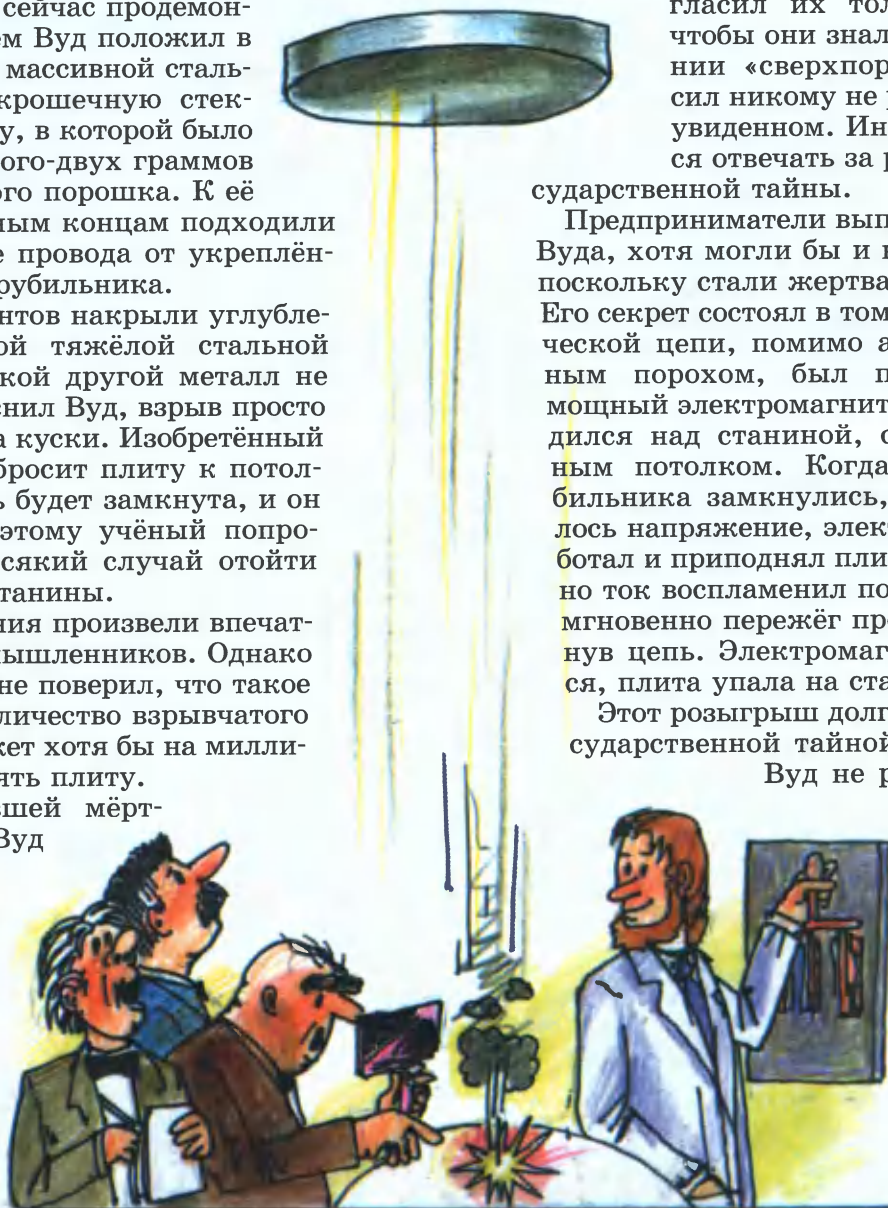 сейчас продемон-
ем Вуд положил в
массивной сталь-
крошечную стек-
у, в которой было
ого-двух граммов
ого порошка. К её
ным концам подходили
е провода от укреплён-
рубильника.
нтов накрыли углубле-
ой тяжёлой стальной
кой другой металл не
снил Вуд, взрыв просто
а куски. Изобретённый
бросит плиту к потол-
ь будет замкнута, и он
этому учёный попро-
сякий случай отойти
танины.
ния произвели впечат-
мышленников. Однако
не поверил, что такое
личество взрывчатого
жет хотя бы на милли-
ять плиту.
вшей мёрт-
Вуд
гласил их тол
чтобы они знал
нии «сверхпор
сил никому не
увиденном. Ин
ся отвечать за р
сударственной тайны.
Предприниматели вып
Вуда, хотя могли бы и н
поскольку стали жертва
Его секрет состоял в том
ческой цепи, помимо а
ным порохом, был п
мощный электромагнит
дился над станиной, с
ным потолком. Когда
бильника замкнулись,
лось напряжение, элек
ботал и приподнял пли
но ток воспламенил по
мгновенно пережёг пр
нув цепь. Электромаг
ся, плита упала на ста
Этот розыгрыш долг
сударственной тайной
Вуд не р